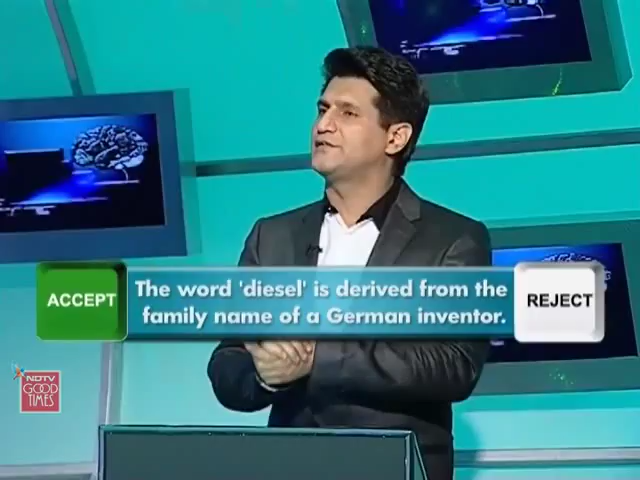 ACCEPT
The word 'diesel' is derived from the
family name of a German inventor.
REJECT
NDTV
GOOD
TIMES